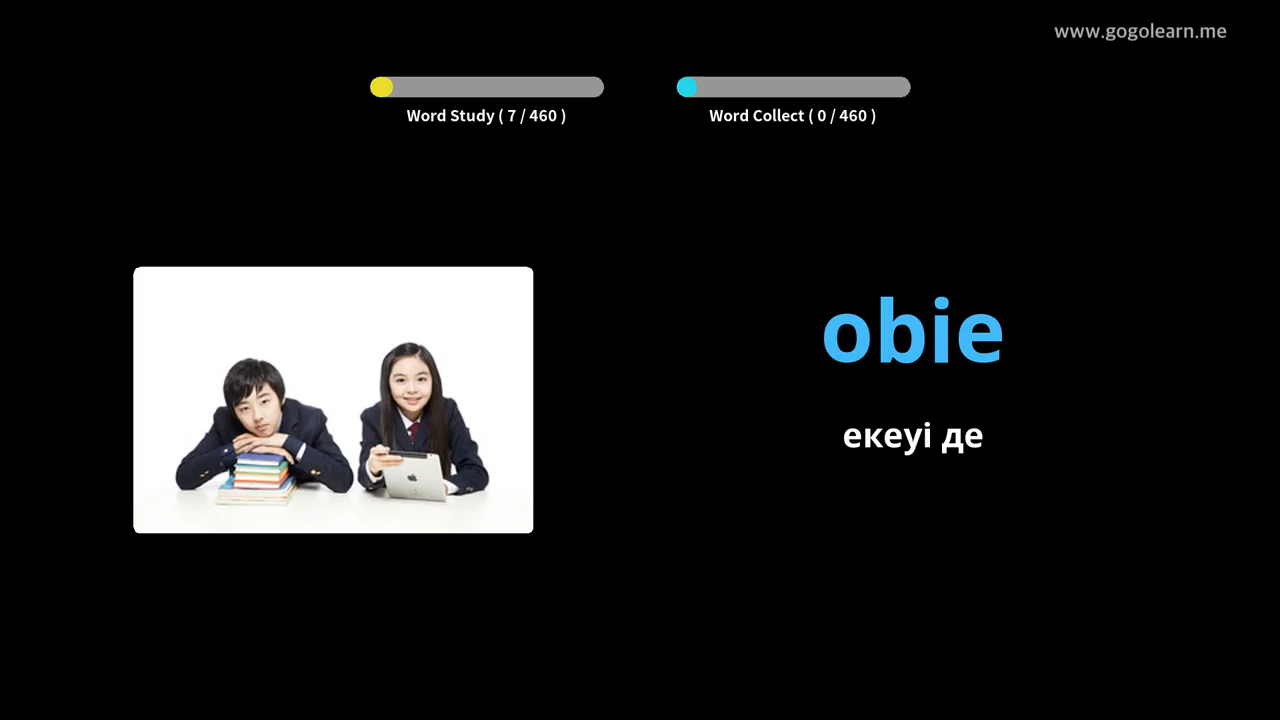 www.gogolearn.me
Word Study ( 7 / 460 )
Word Collect ( 0 / 460 )
obie
екеуі де